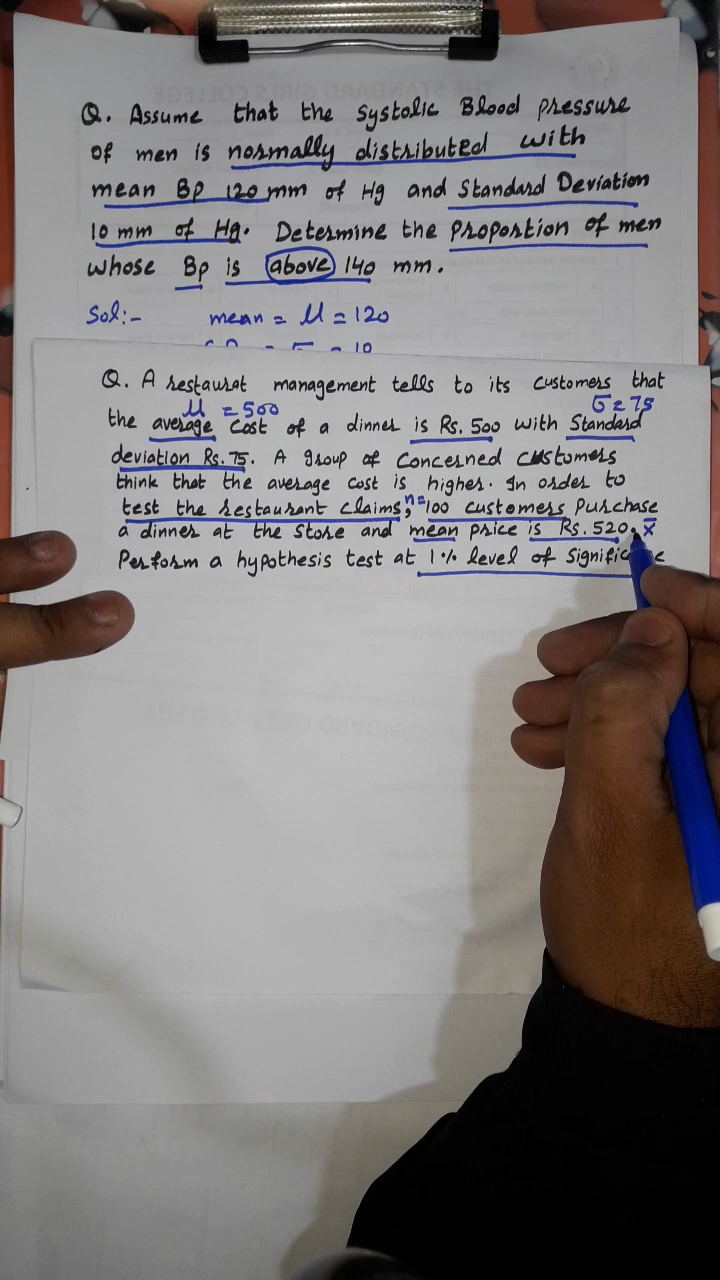 Q. Assume that the Systolic Blood pressure
of men is normally distributed with
mean Bp 120 mm of Hg and Standard Deviation
10 mm of Hg. Determine the proportion of men
whose Bp is above 140 mm.
Sol:- mean = μ = 120
Q. A restaurat management tells to its customers that
μ = 500 σ = 75
the average cost of a dinner is Rs. 500 with Standard
deviation Rs. 75. A group of concerned customers
think that the average cost is higher. In order to
test the restaurant claims, n= 100 customers purchase
a dinner at the store and mean price is Rs. 520. x̄
Perform a hypothesis test at 1% level of